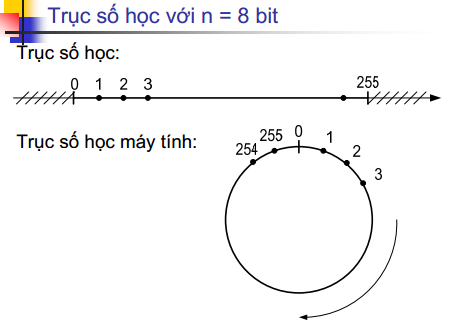 Trục số học với n = 8 bit
Trục số học:
0 1 2 3 255
Trục số học máy tính:
254 255 0 1 2 3